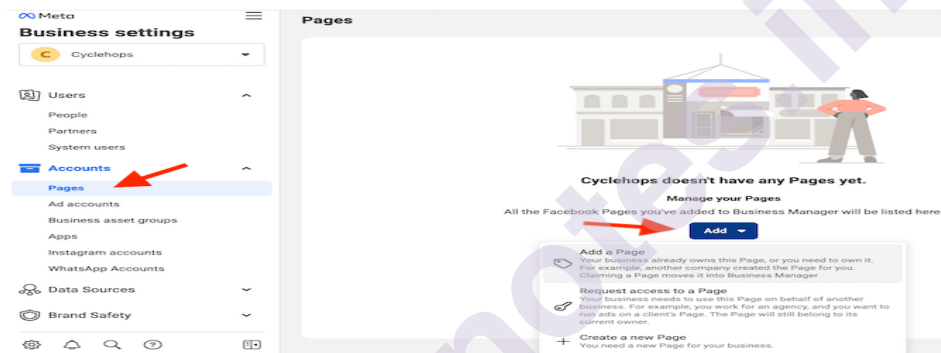 Meta
Business settings
C Cyclehops
Users
People
Partners
System users
Accounts
Pages
Ad accounts
Business asset groups
Apps
Instagram accounts
WhatsApp Accounts
Data Sources
Brand Safety
Pages
Cyclehops doesn't have any Pages yet.
Manage your Pages
All the Facebook Pages you've added to Business Manager will be listed here
Add
Add a Page
Your business already owns this Page, or you need to own it.
For example, another company created the Page for you.
Claiming a Page moves it into Business Manager
Request access to a Page
Your business needs to use this Page on behalf of another
business. For example, you work for an agency, and you want to
run ads on a client's Page. The Page will still belong to its
current owner.
Create a new Page
You need a new Page for your business.